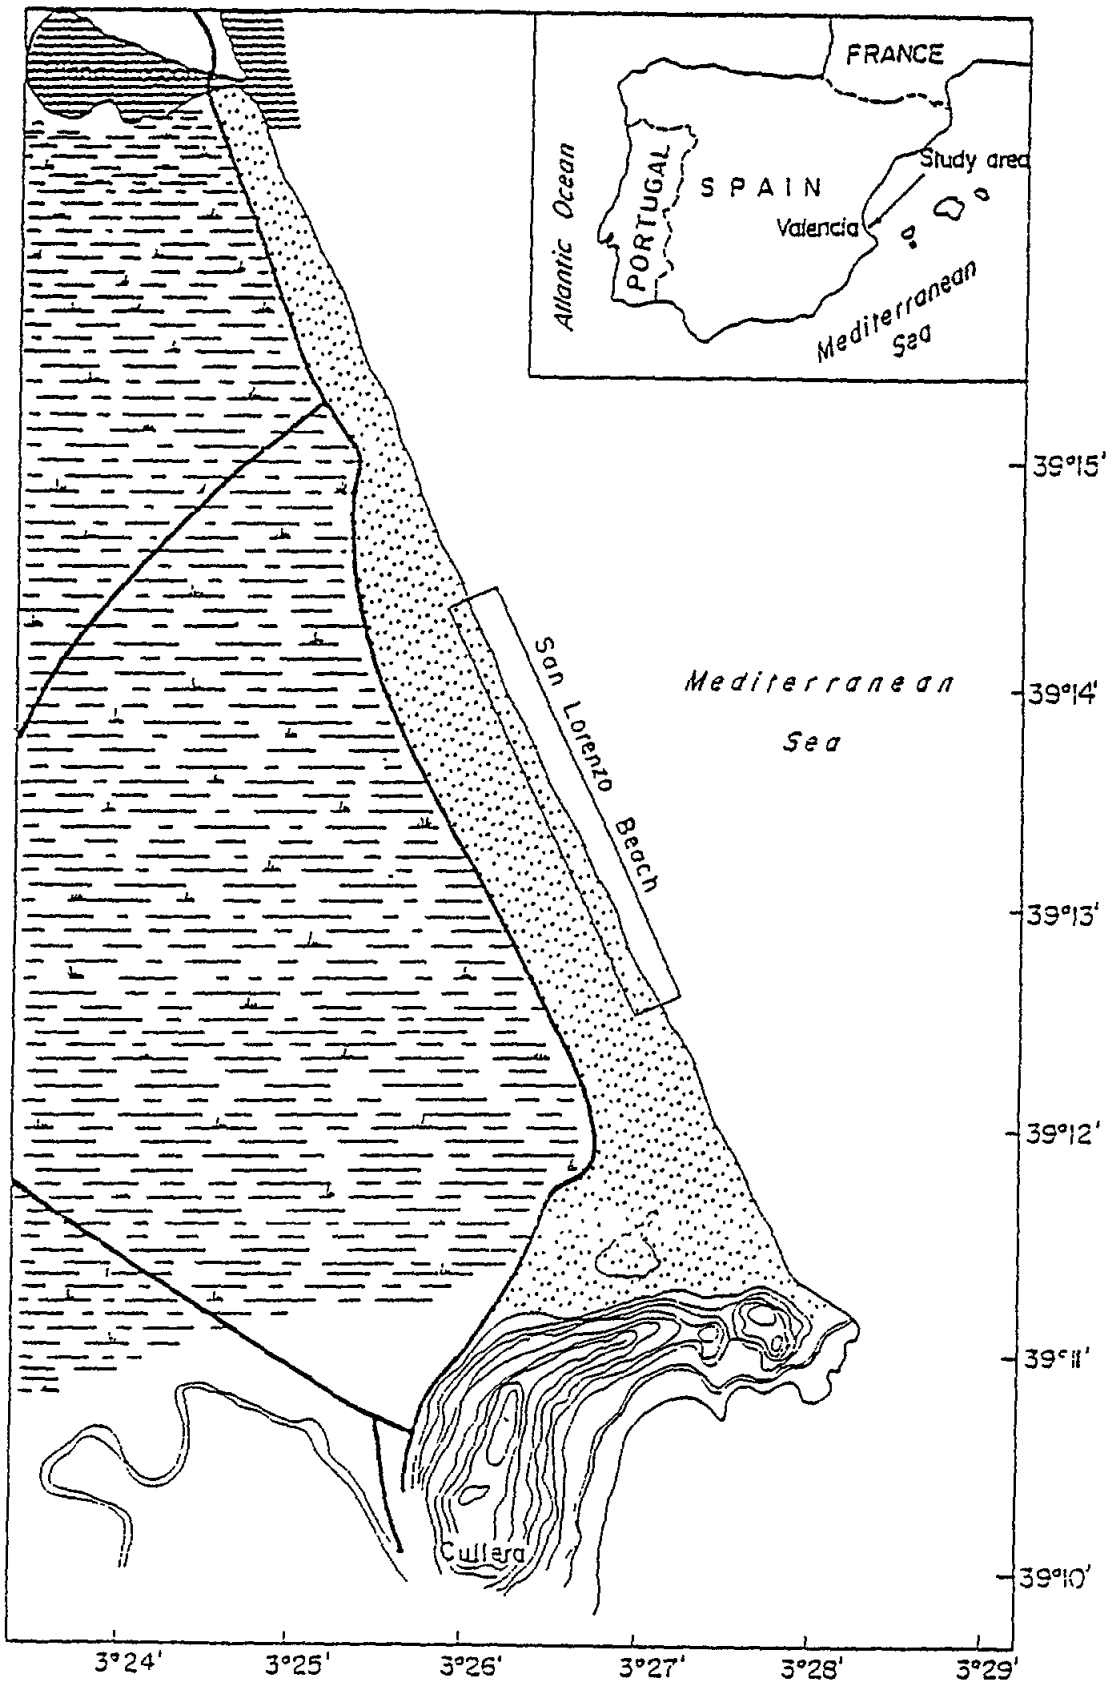 FRANCE
Study area
SPAIN
PORTUGAL
Valencia
Atlantic Ocean
Mediterranean
Sea
39°15'
San Lorenzo Beach
Mediterranean
Sea
39°14'
39°13'
39°12'
39°11'
Cullera
39°10'
3°24' 3°25' 3°26' 3°27' 3°28' 3°29'